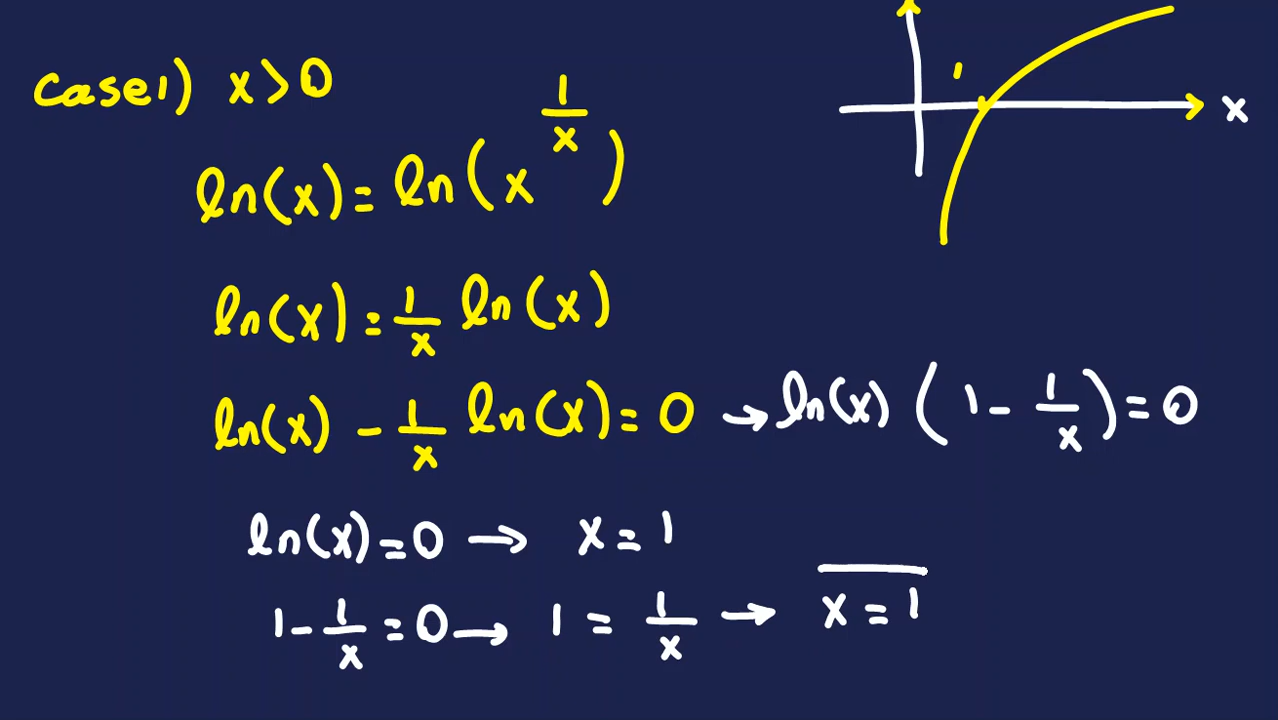 case1) x>0
ln(x) = ln(x^(1/x))
1
x
ln(x) = 1/x ln(x)
ln(x) - 1/x ln(x) = 0 → ln(x) (1 - 1/x) = 0
ln(x) = 0 → x = 1
1 - 1/x = 0 → 1 = 1/x → x = 1